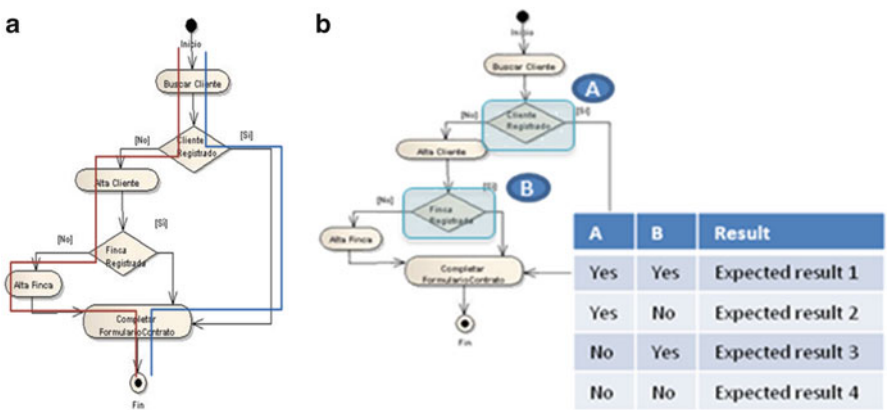 a
Inicio
Buscar Cliente
[No]
Cliente
Registrado
[Si]
Alta Cliente
[No]
[Si]
Finca
Registrada
Alta Finca
Completar
FormularioContrato
Fin
b
Inicio
Buscar Cliente
A
[No]
Cliente
Registrado
[Si]
Alta Cliente
[Si]
B
[No]
Finca
Registrada
Alta Finca
Completar
FormularioContrato
Fin
A B Result
Yes Yes Expected result 1
Yes No Expected result 2
No Yes Expected result 3
No No Expected result 4